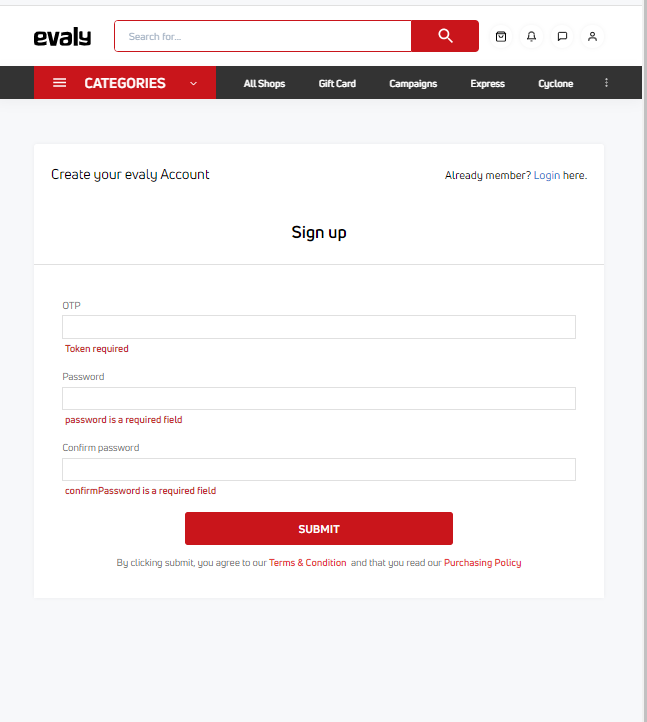 evaly
Search for...
CATEGORIES All Shops Gift Card Campaigns Express Cyclone
Create your evaly Account
Already member? Login here.
Sign up
OTP
Token required
Password
password is a required field
Confirm password
confirmPassword is a required field
SUBMIT
By clicking submit, you agree to our Terms & Condition and that you read our Purchasing Policy